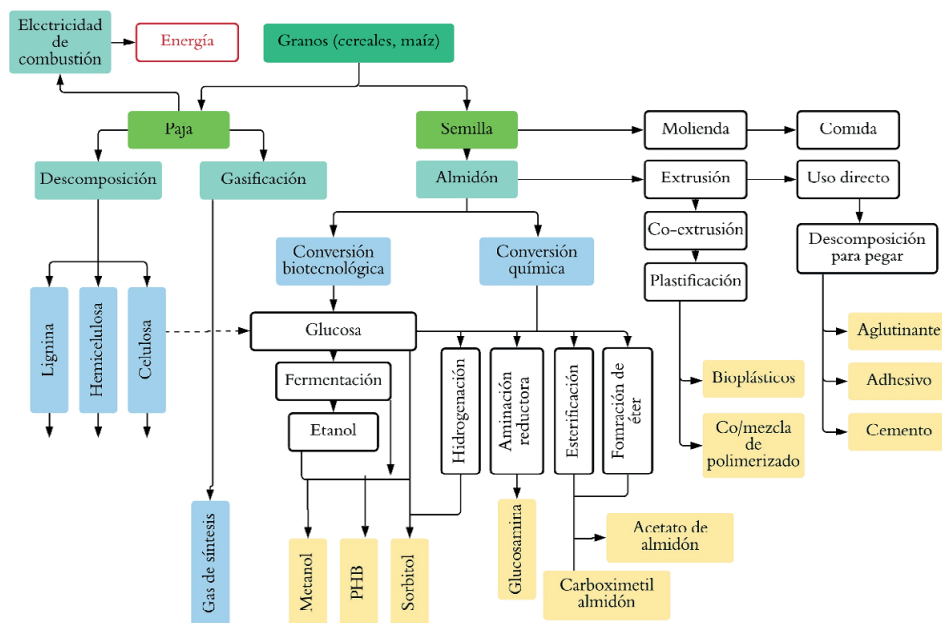 Electricidad
de
combustión
Energía
Granos (cereales, maíz)
Paja
Semilla
Molienda
Comida
Descomposición
Gasificación
Almidón
Extrusión
Uso directo
Co-extrusión
Conversión
biotecnológica
Conversión
química
Descomposición
para pegar
Plastificación
Lignina
Hemicelulosa
Celulosa
Glucosa
Aglutinante
Fermentación
Hidrogenación
Aminación
reductora
Esterificación
Fomración de
éter
Bioplásticos
Adhesivo
Etanol
Co/mezcla
de
polimerizado
Cemento
Gas de síntesis
Metanol
PHB
Sorbitol
Glucosamina
Acetato de
almidón
Carboximetil
almidón